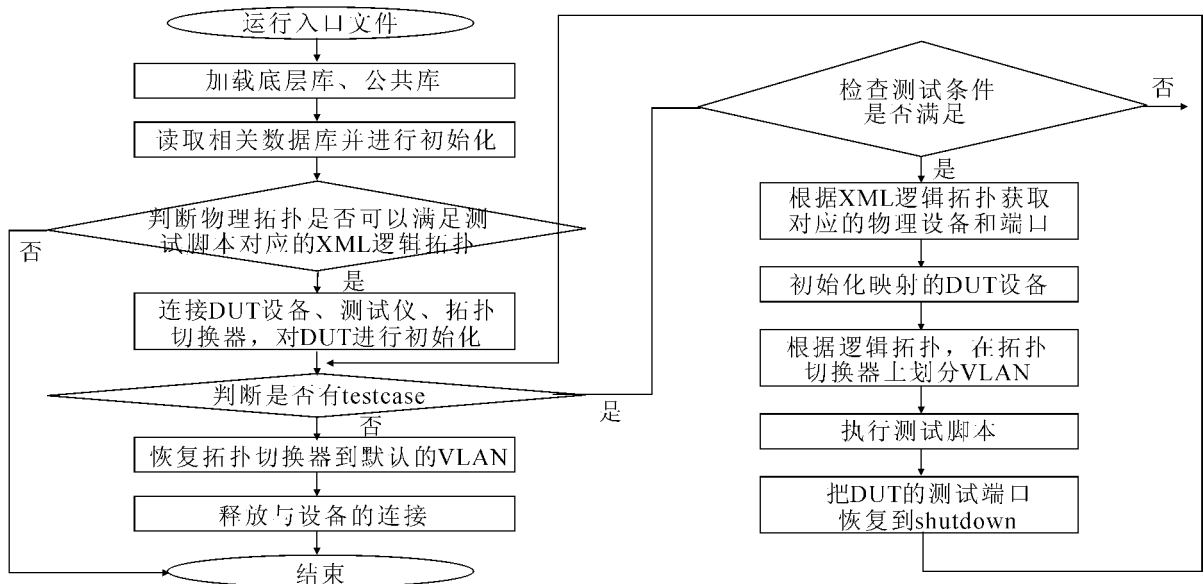 运行入口文件
加载底层库、公共库
读取相关数据库并进行初始化
判断物理拓扑是否可以满足测
试脚本对应的XML逻辑拓扑
否
是
连接DUT设备、测试仪、拓扑
切换器，对DUT进行初始化
判断是否有testcase
是
否
恢复拓扑切换器到默认的VLAN
释放与设备的连接
结束
检查测试条件
是否满足
否
是
根据XML逻辑拓扑获取
对应的物理设备和端口
初始化映射的DUT设备
根据逻辑拓扑，在拓扑
切换器上划分VLAN
执行测试脚本
把DUT的测试端口
恢复到shutdown